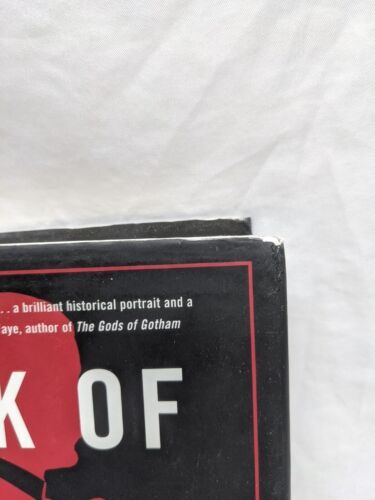 .. a brilliant historical portrait and a
aye, author of The Gods of Gotham
K OF